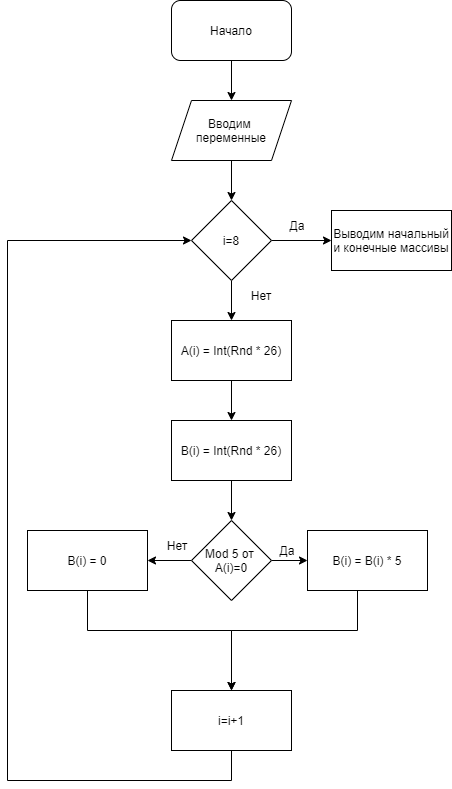 Начало
Вводим
переменные
i=8
Да
Выводим начальный
и конечные массивы
Нет
A(i) = Int(Rnd * 26)
B(i) = Int(Rnd * 26)
Нет
Mod 5 от
A(i)=0
Да
B(i) = 0
B(i) = B(i) * 5
i=i+1